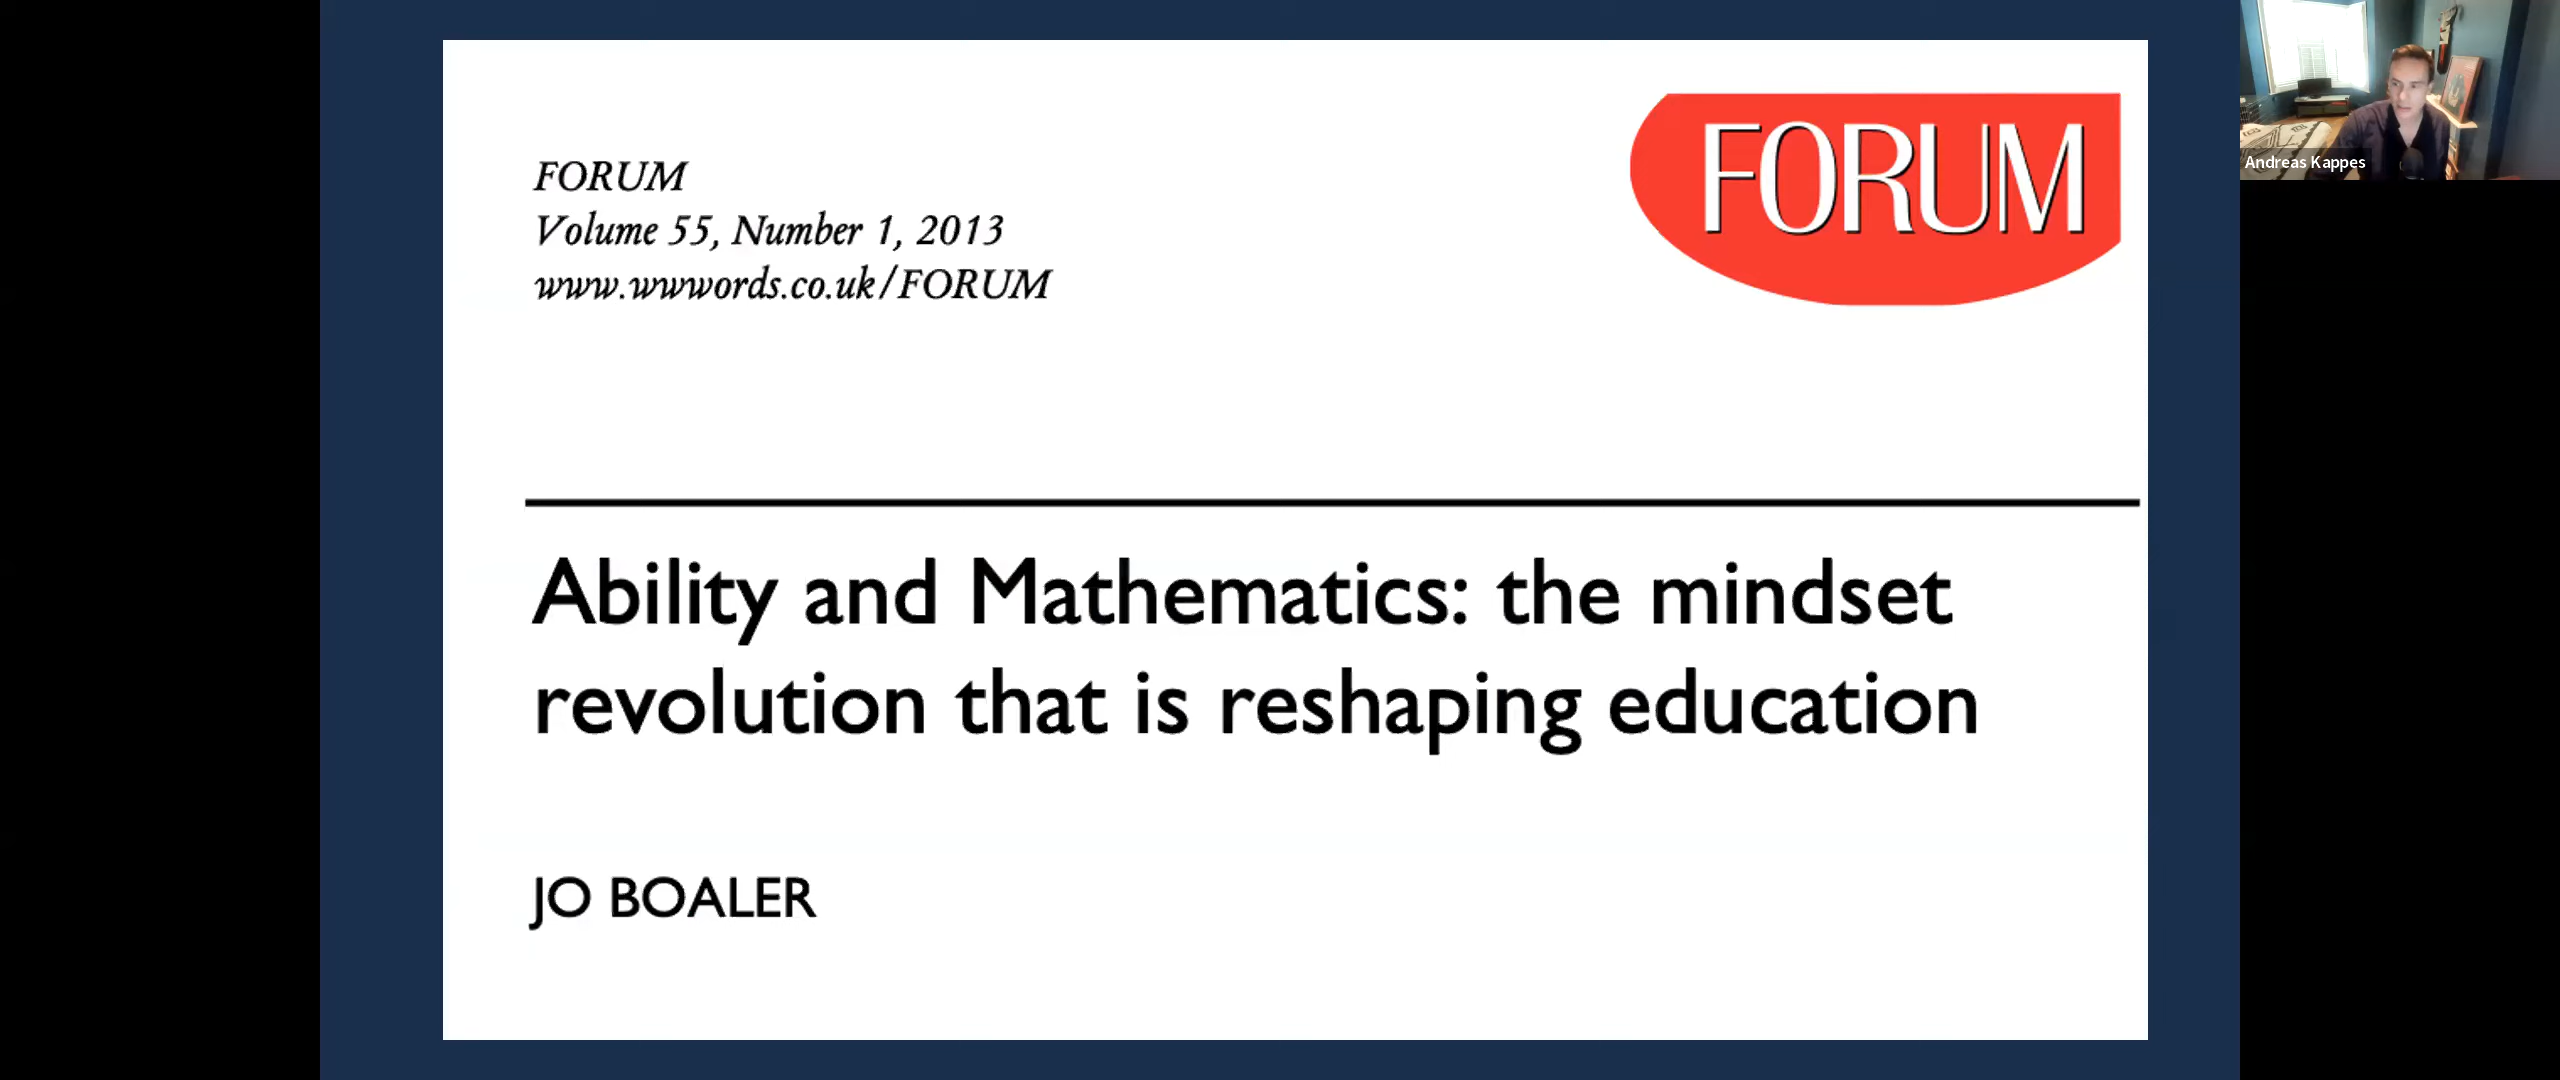 FORUM
Volume 55, Number 1, 2013
www.wwwords.co.uk/FORUM
FORUM
Ability and Mathematics: the mindset
revolution that is reshaping education
JO BOALER
Andreas Kappes